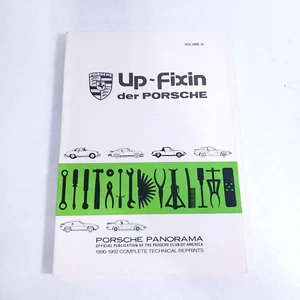 VOLUME IX
PORSCHE
Up~Fixin
der PORSCHE
PORSCHE PANORAMA
OFFICIAL PUBLICATION OF THE PORSCHE CLUB OF AMERICA
1990-1992 COMPLETE TECHNICAL REPRINTS